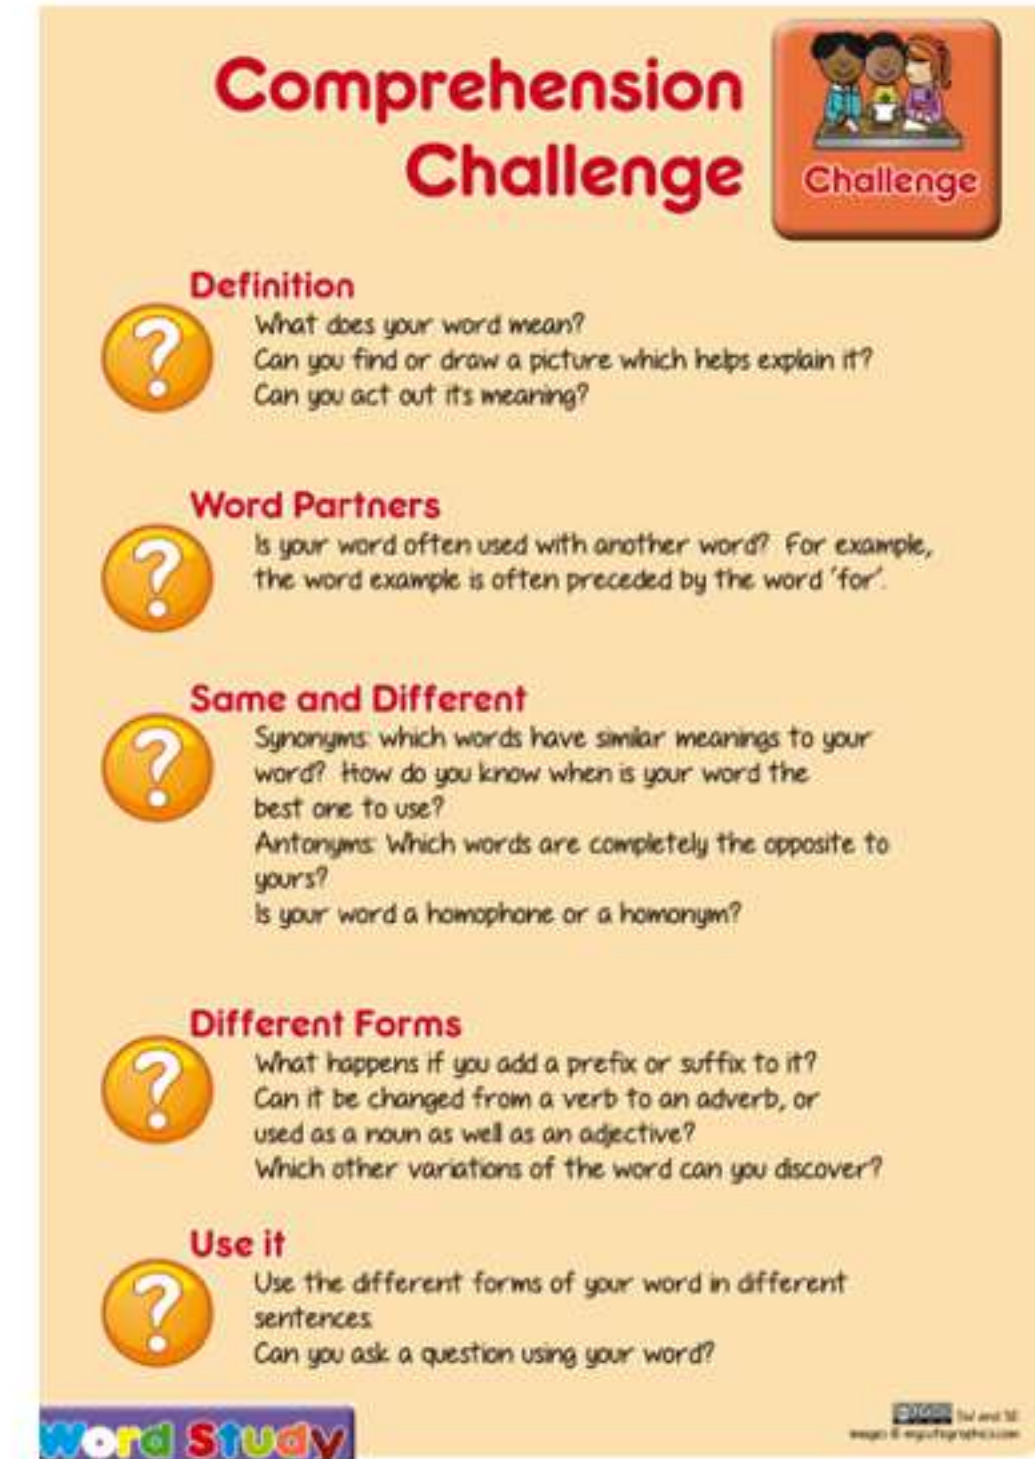 Comprehension
Challenge
Challenge
Definition
What does your word mean?
Can you find or draw a picture which helps explain it?
Can you act out its meaning?
Word Partners
Is your word often used with another word? For example,
the word example is often preceded by the word 'for'.
Same and Different
Synonyms: which words have similar meanings to your
word? How do you know when is your word the
best one to use?
Antonyms: Which words are completely the opposite to
yours?
Is your word a homophone or a homonym?
Different Forms
What happens if you add a prefix or suffix to it?
Can it be changed from a verb to an adverb, or
used as a noun as well as an adjective?
Which other variations of the word can you discover?
Use it
Use the different forms of your word in different
sentences.
Can you ask a question using your word?
Word Study